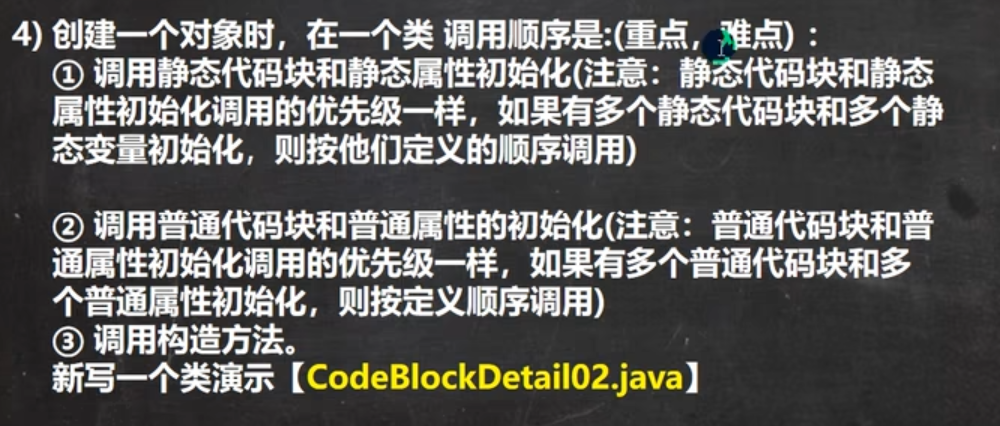 4) 创建一个对象时，在一个类 调用顺序是:(重点，难点)：
① 调用静态代码块和静态属性初始化(注意：静态代码块和静态
属性初始化调用的优先级一样，如果有多个静态代码块和多个静
态变量初始化，则按他们定义的顺序调用)
② 调用普通代码块和普通属性的初始化(注意：普通代码块和普
通属性初始化调用的优先级一样，如果有多个普通代码块和多
个普通属性初始化，则按定义顺序调用)
③ 调用构造方法。
新写一个类演示【CodeBlockDetail02.java】